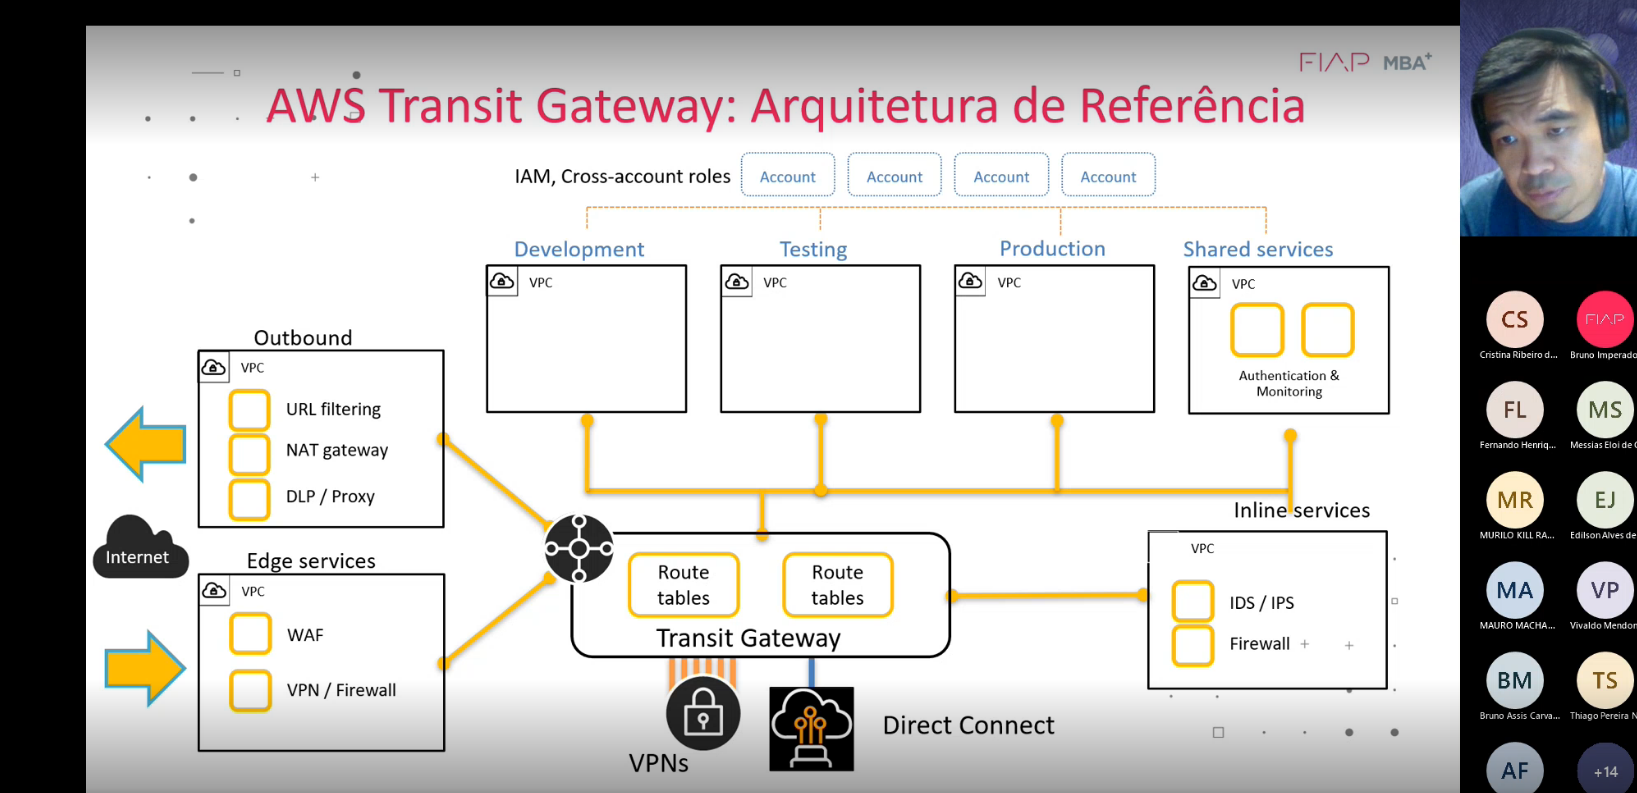 FIAP MBA+
AWS Transit Gateway: Arquitetura de Referência
IAM, Cross-account roles
Account
Account
Account
Account
Development
Testing
Production
Shared services
VPC
VPC
VPC
VPC
Authentication &
Monitoring
Outbound
VPC
URL filtering
NAT gateway
DLP / Proxy
Internet
Edge services
VPC
WAF
VPN / Firewall
Route
tables
Route
tables
Transit Gateway
Inline services
VPC
IDS / IPS
Firewall
VPNs
Direct Connect
CS
Cristina Ribeiro d...
FIAP
Bruno Imperado
FL
Fernando Henriq...
MS
Messias Eloi de
MR
MURILO KILL RA...
EJ
Edilson Alves de
MA
MAURO MACHA...
VP
Vivaldo Mendon
BM
Bruno Assis Carva...
TS
Thiago Pereira N
AF
+14